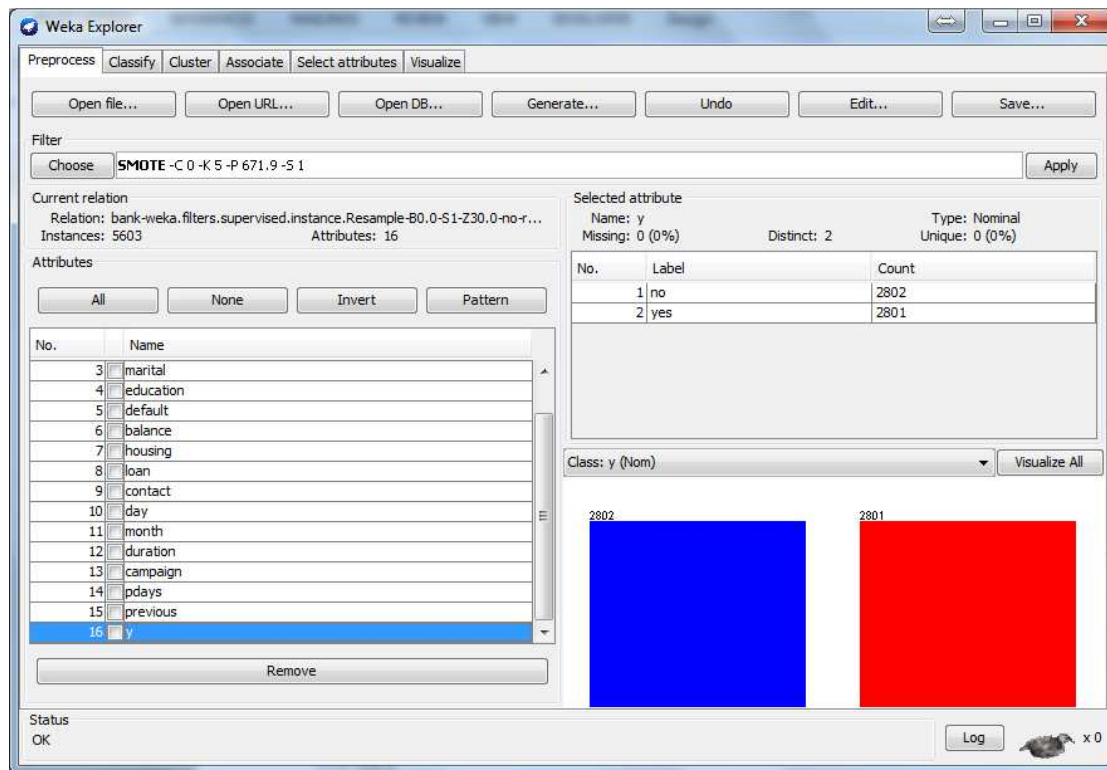 Weka Explorer
Preprocess Classify Cluster Associate Select attributes Visualize
Open file... Open URL... Open DB... Generate... Undo Edit... Save...
Filter
Choose SMOTE -C 0 -K 5 -P 671.9 -S 1 Apply
Current relation
Relation: bank-weka.filters.supervised.instance.Resample-B0.0-S1-Z30.0-no-r...
Instances: 5603 Attributes: 16
Selected attribute
Name: y Type: Nominal
Missing: 0 (0%) Distinct: 2 Unique: 0 (0%)
Attributes
All None Invert Pattern
No. Name
3 marital
4 education
5 default
6 balance
7 housing
8 loan
9 contact
10 day
11 month
12 duration
13 campaign
14 pdays
15 previous
16 y
Remove
No. Label Count
1 no 2802
2 yes 2801
Class: y (Nom) Visualize All
2802 2801
Status
OK
Log x 0